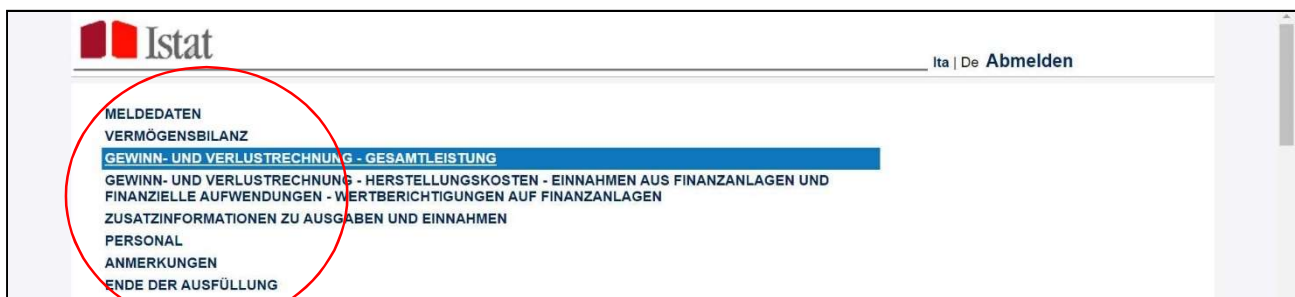 Istat
Ita | De Abmelden
MELDEDATEN
VERMÖGENSBILANZ
GEWINN- UND VERLUSTRECHNUNG - GESAMTLEISTUNG
GEWINN- UND VERLUSTRECHNUNG - HERSTELLUNGSKOSTEN - EINNAHMEN AUS FINANZANLAGEN UND
FINANZIELLE AUFWENDUNGEN - WERTBERICHTIGUNGEN AUF FINANZANLAGEN
ZUSATZINFORMATIONEN ZU AUSGABEN UND EINNAHMEN
PERSONAL
ANMERKUNGEN
ENDE DER AUSFÜLLUNG